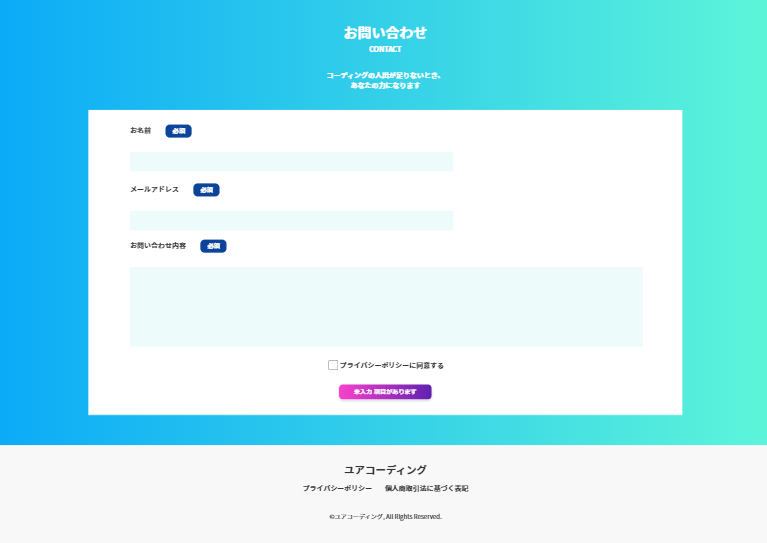 お問い合わせ
CONTACT
コーディングの人員が足りないとき、
あなたの力になります
お名前 必須
メールアドレス 必須
お問い合わせ内容 必須
プライバシーポリシーに同意する
未入力項目があります
ユアコーディング
プライバシーポリシー 個人商取引法に基づく表記
©ユアコーディング, All Rights Reserved.